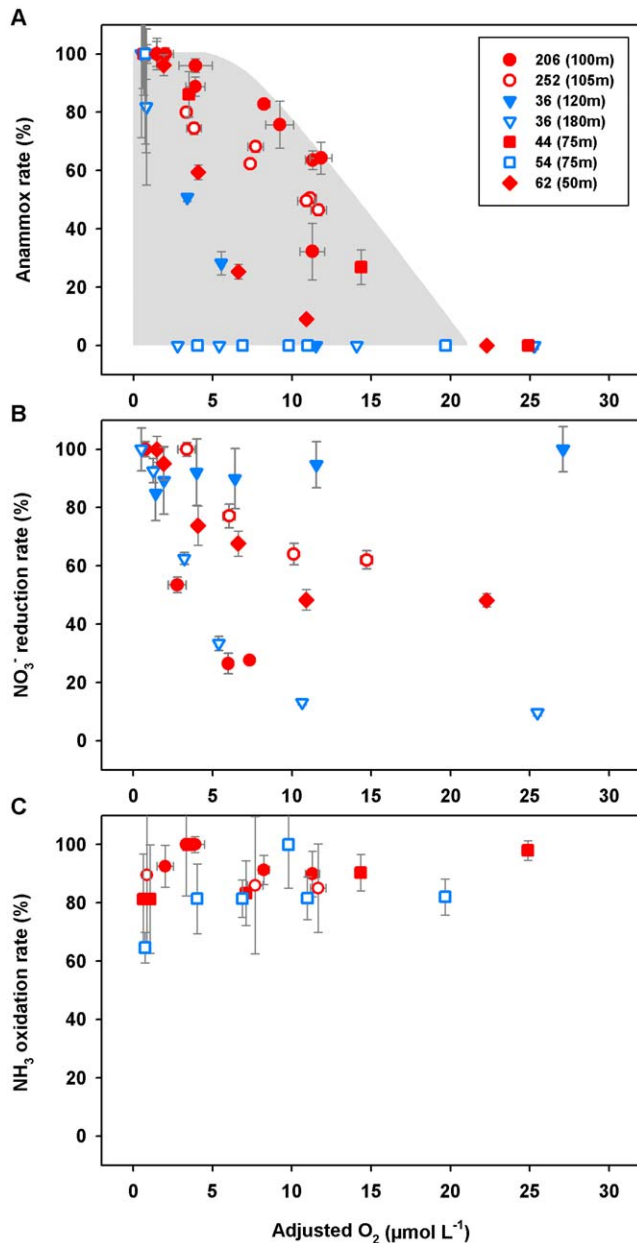 A
100
80
60
40
20
0
Anammox rate (%)
206 (100m)
252 (105m)
36 (120m)
36 (180m)
44 (75m)
54 (75m)
62 (50m)
0 5 10 15 20 25 30
B
100
80
60
40
20
0
NO₃⁻ reduction rate (%)
0 5 10 15 20 25 30
C
100
80
60
40
20
0
NH₃ oxidation rate (%)
0 5 10 15 20 25 30
Adjusted O₂ (µmol L⁻¹)